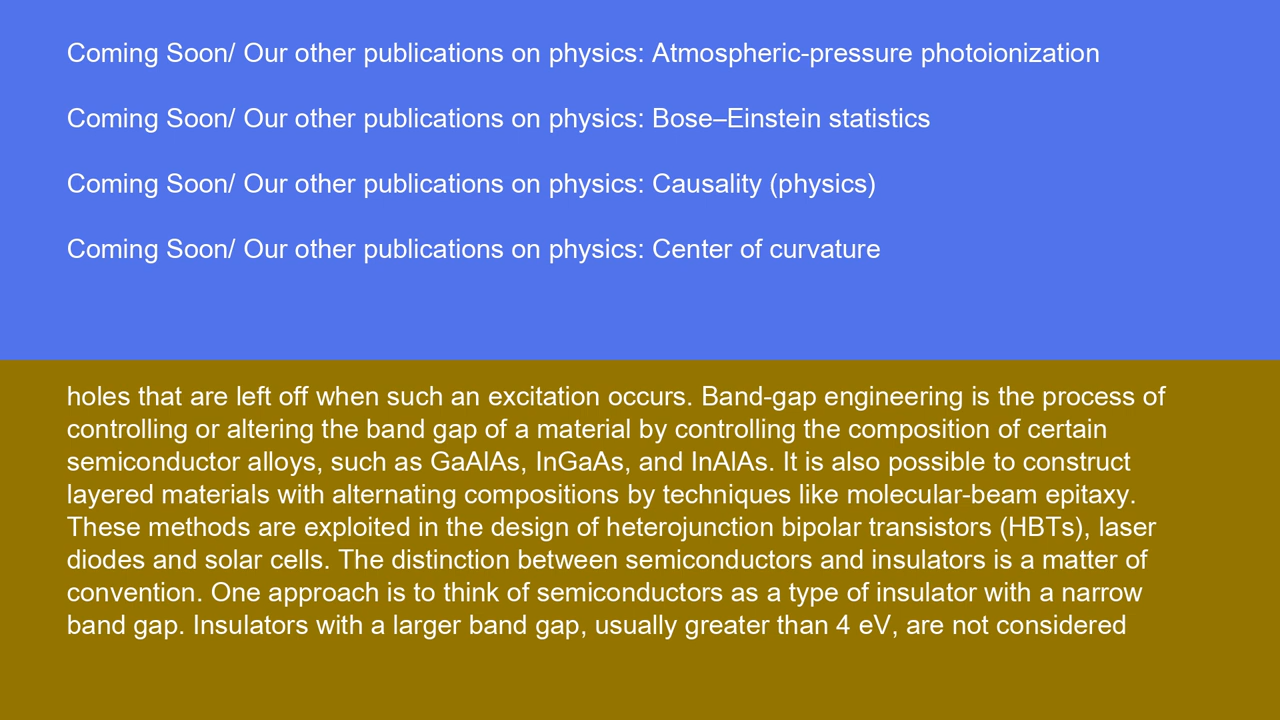 Coming Soon/ Our other publications on physics: Atmospheric-pressure photoionization
Coming Soon/ Our other publications on physics: Bose–Einstein statistics
Coming Soon/ Our other publications on physics: Causality (physics)
Coming Soon/ Our other publications on physics: Center of curvature
holes that are left off when such an excitation occurs. Band-gap engineering is the process of
controlling or altering the band gap of a material by controlling the composition of certain
semiconductor alloys, such as GaAlAs, InGaAs, and InAlAs. It is also possible to construct
layered materials with alternating compositions by techniques like molecular-beam epitaxy.
These methods are exploited in the design of heterojunction bipolar transistors (HBTs), laser
diodes and solar cells. The distinction between semiconductors and insulators is a matter of
convention. One approach is to think of semiconductors as a type of insulator with a narrow
band gap. Insulators with a larger band gap, usually greater than 4 eV, are not considered